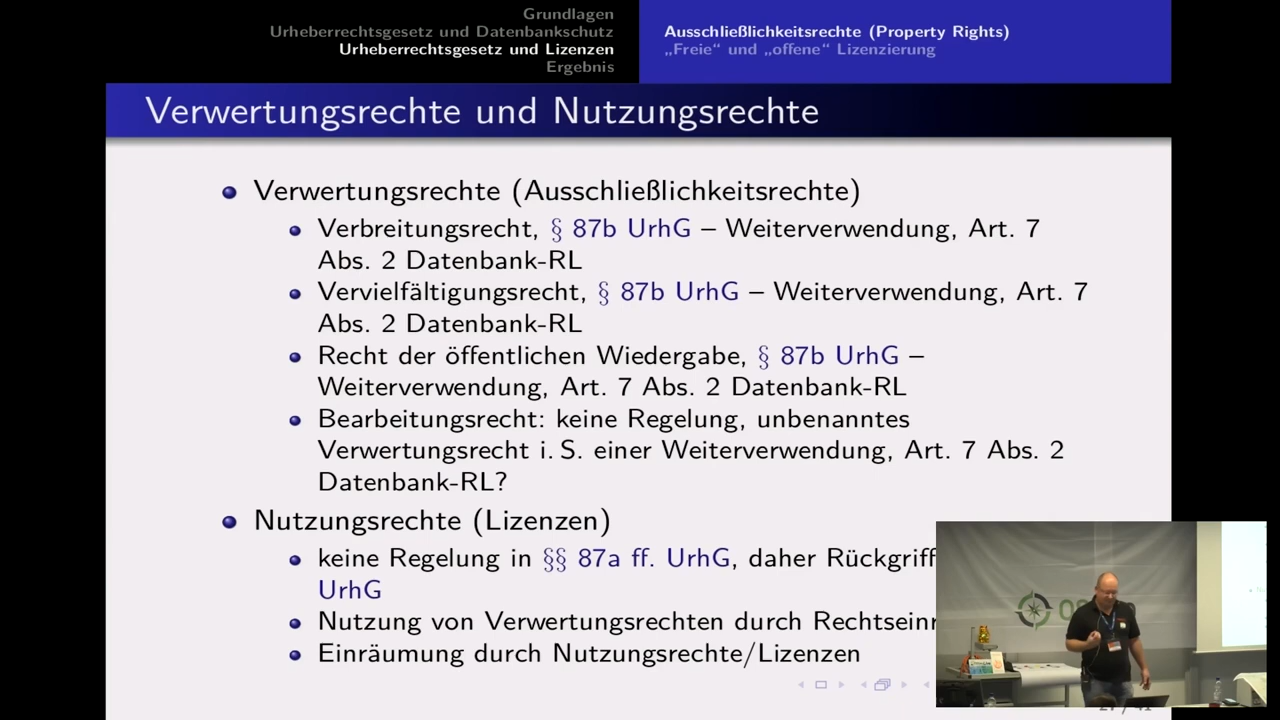 Grundlagen
Urheberrechtsgesetz und Datenbankschutz
Urheberrechtsgesetz und Lizenzen
Ergebnis
Ausschließlichkeitsrechte (Property Rights)
„Freie“ und „offene“ Lizenzierung
Verwertungsrechte und Nutzungsrechte
Verwertungsrechte (Ausschließlichkeitsrechte)
Verbreitungsrecht, § 87b UrhG – Weiterverwendung, Art. 7
Abs. 2 Datenbank-RL
Vervielfältigungsrecht, § 87b UrhG – Weiterverwendung, Art. 7
Abs. 2 Datenbank-RL
Recht der öffentlichen Wiedergabe, § 87b UrhG –
Weiterverwendung, Art. 7 Abs. 2 Datenbank-RL
Bearbeitungsrecht: keine Regelung, unbenanntes
Verwertungsrecht i. S. einer Weiterverwendung, Art. 7 Abs. 2
Datenbank-RL?
Nutzungsrechte (Lizenzen)
keine Regelung in §§ 87a ff. UrhG, daher Rückgriff
UrhG
Nutzung von Verwertungsrechten durch
Einräumung durch Nutzungsrechte/Lizenzen